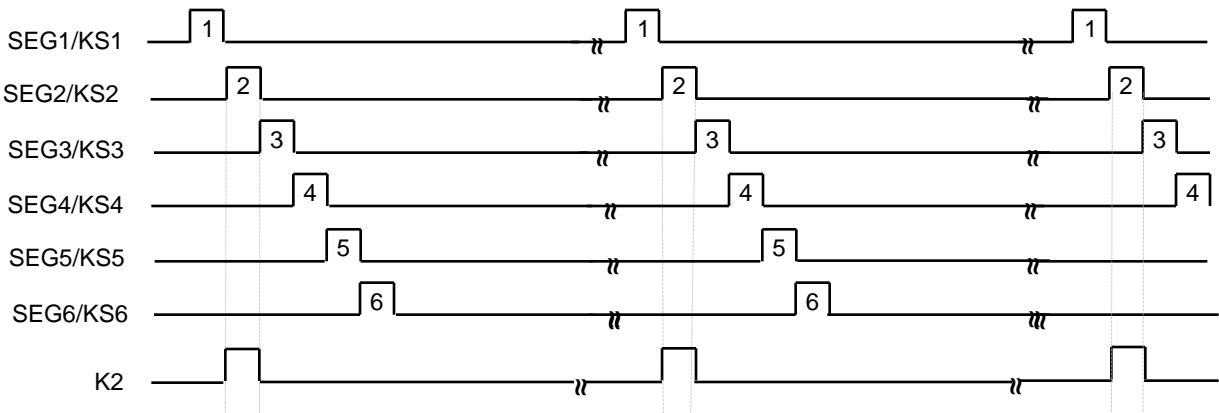 SEG1/KS1 1 1 1
SEG2/KS2 2 2 2
SEG3/KS3 3 3 3
SEG4/KS4 4 4 4
SEG5/KS5 5 5
SEG6/KS6 6 6
K2